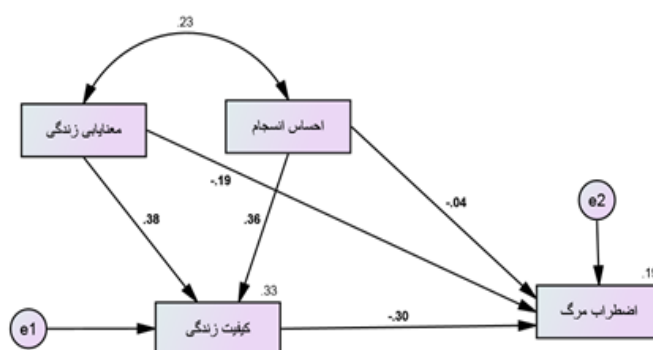 .23
معنایابی زندگی
احساس انسجام
-.19
-.04
e2
.38
.36
.33
اضطراب مرگ
e1
کیفیت زندگی
-.30